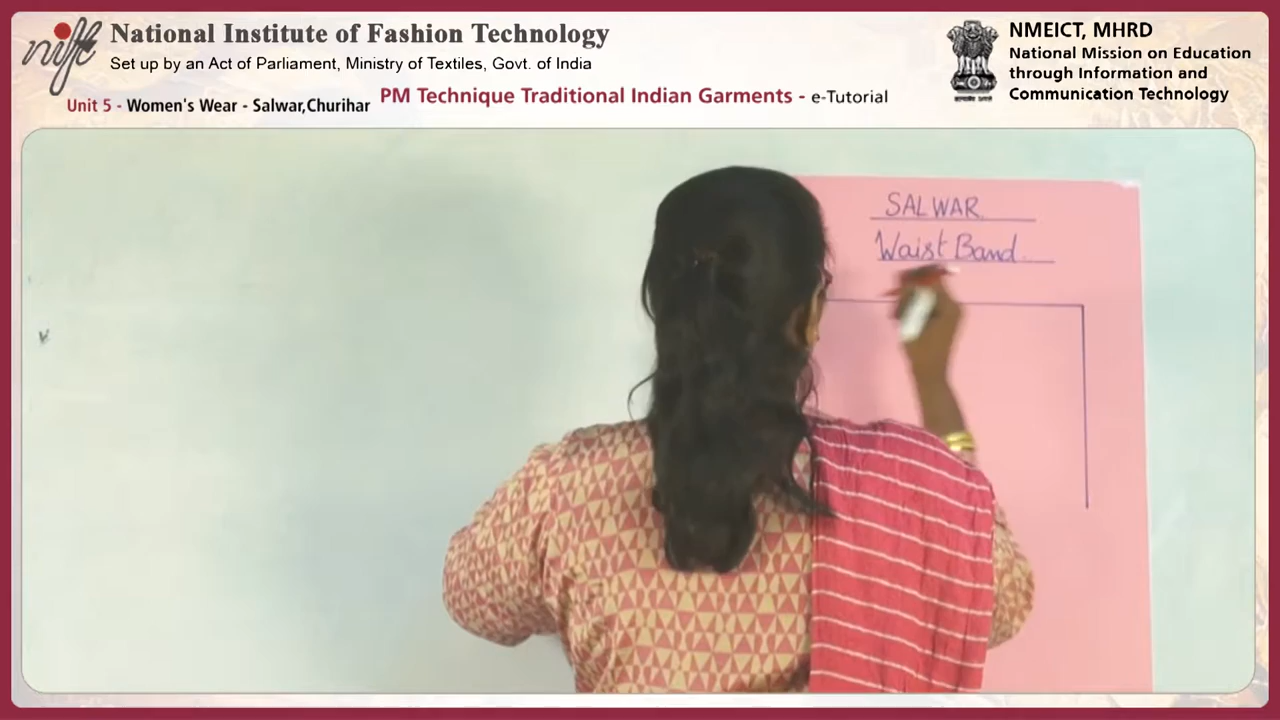 nift
National Institute of Fashion Technology
Set up by an Act of Parliament, Ministry of Textiles, Govt. of India
Unit 5 - Women's Wear - Salwar,Churihar
PM Technique Traditional Indian Garments - e-Tutorial
NMEICT, MHRD
National Mission on Education
through Information and
Communication Technology
SALWAR
Waist Band